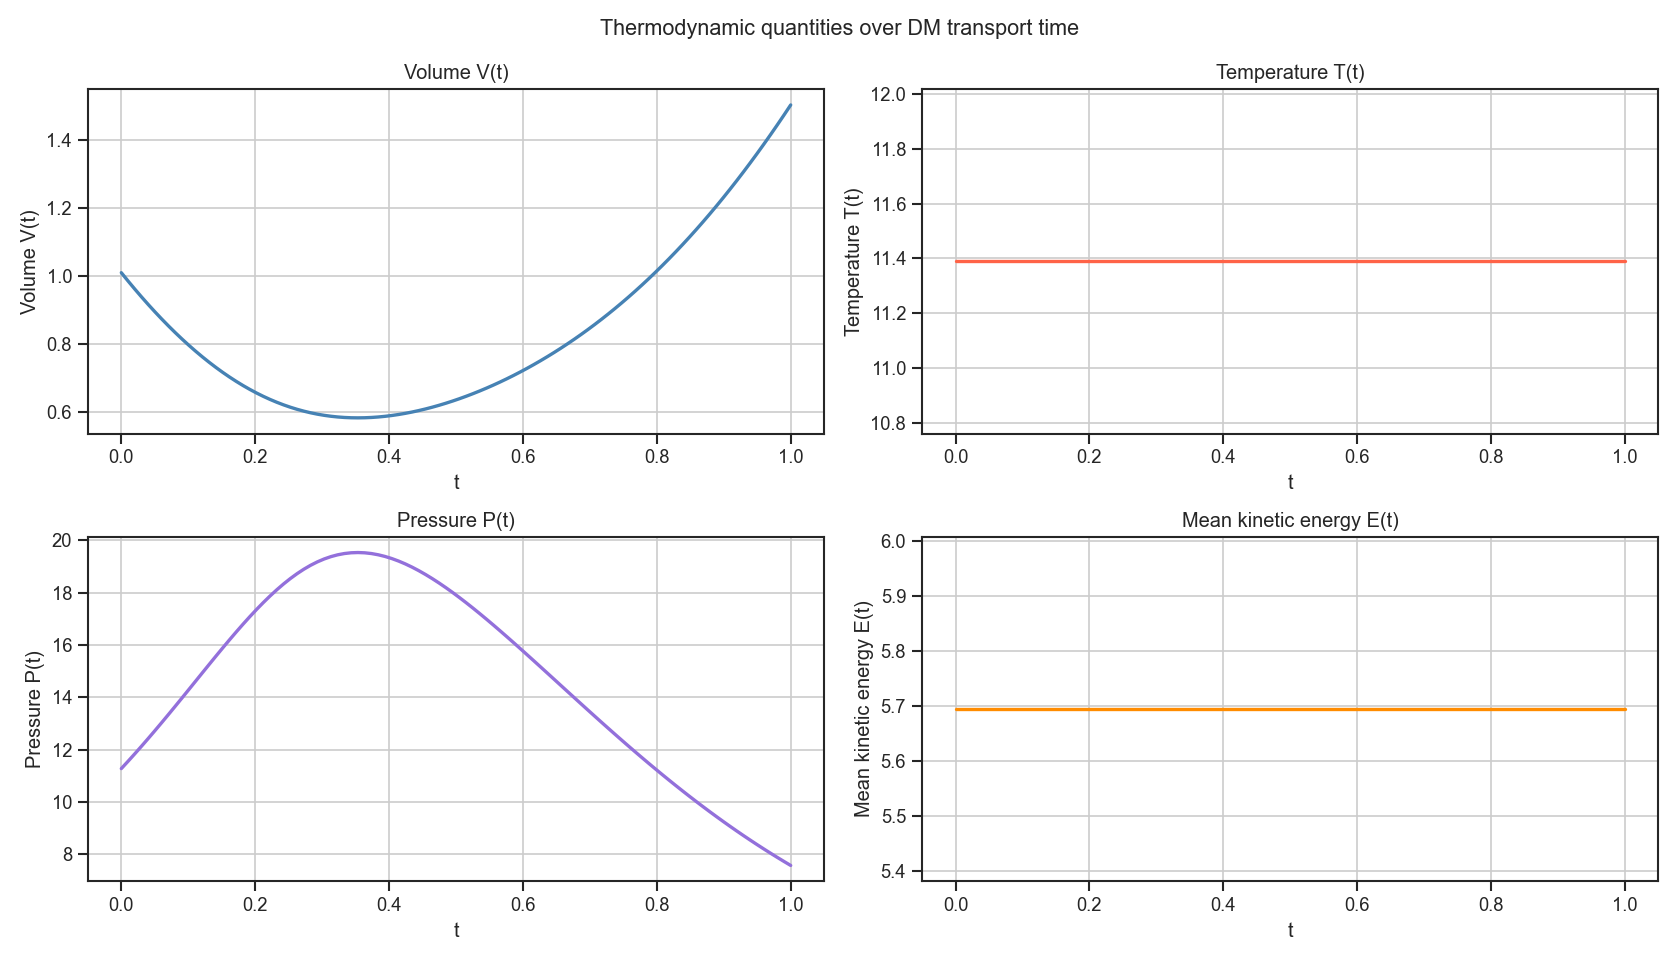 Thermodynamic quantities over DM transport time
Volume V(t)
Volume V(t)
1.4
1.2
1.0
0.8
0.6
0.0 0.2 0.4 0.6 0.8 1.0
t
Temperature T(t)
Temperature T(t)
12.0
11.8
11.6
11.4
11.2
11.0
10.8
0.0 0.2 0.4 0.6 0.8 1.0
t
Pressure P(t)
Pressure P(t)
20
18
16
14
12
10
8
0.0 0.2 0.4 0.6 0.8 1.0
t
Mean kinetic energy E(t)
Mean kinetic energy E(t)
6.0
5.9
5.8
5.7
5.6
5.5
5.4
0.0 0.2 0.4 0.6 0.8 1.0
t